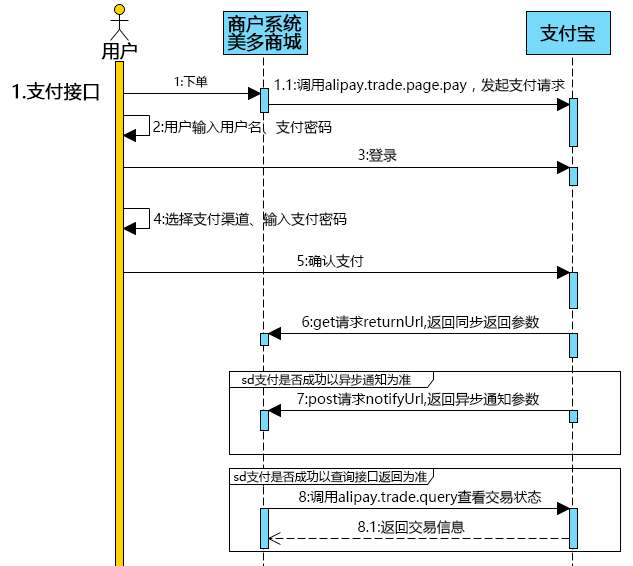 用户
商户系统
美多商城
支付宝
1.支付接口
1:下单
1.1:调用alipay.trade.page.pay，发起支付请求
2:用户输入用户名、支付密码
3:登录
4:选择支付渠道、输入支付密码
5:确认支付
6:get请求returnUrl,返回同步返回参数
sd支付是否成功以异步通知为准
7:post请求notifyUrl,返回异步通知参数
sd支付是否成功以查询接口返回为准
8:调用alipay.trade.query查看交易状态
8.1:返回交易信息